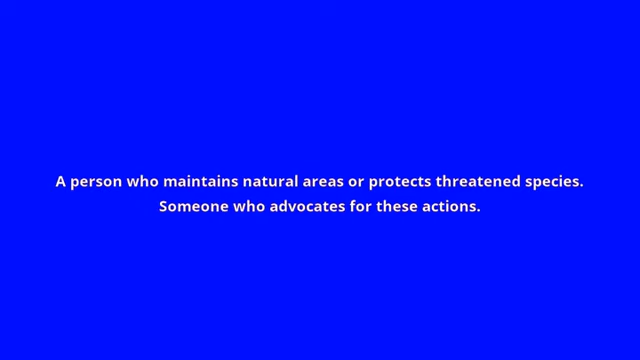 A person who maintains natural areas or protects threatened species.
Someone who advocates for these actions.